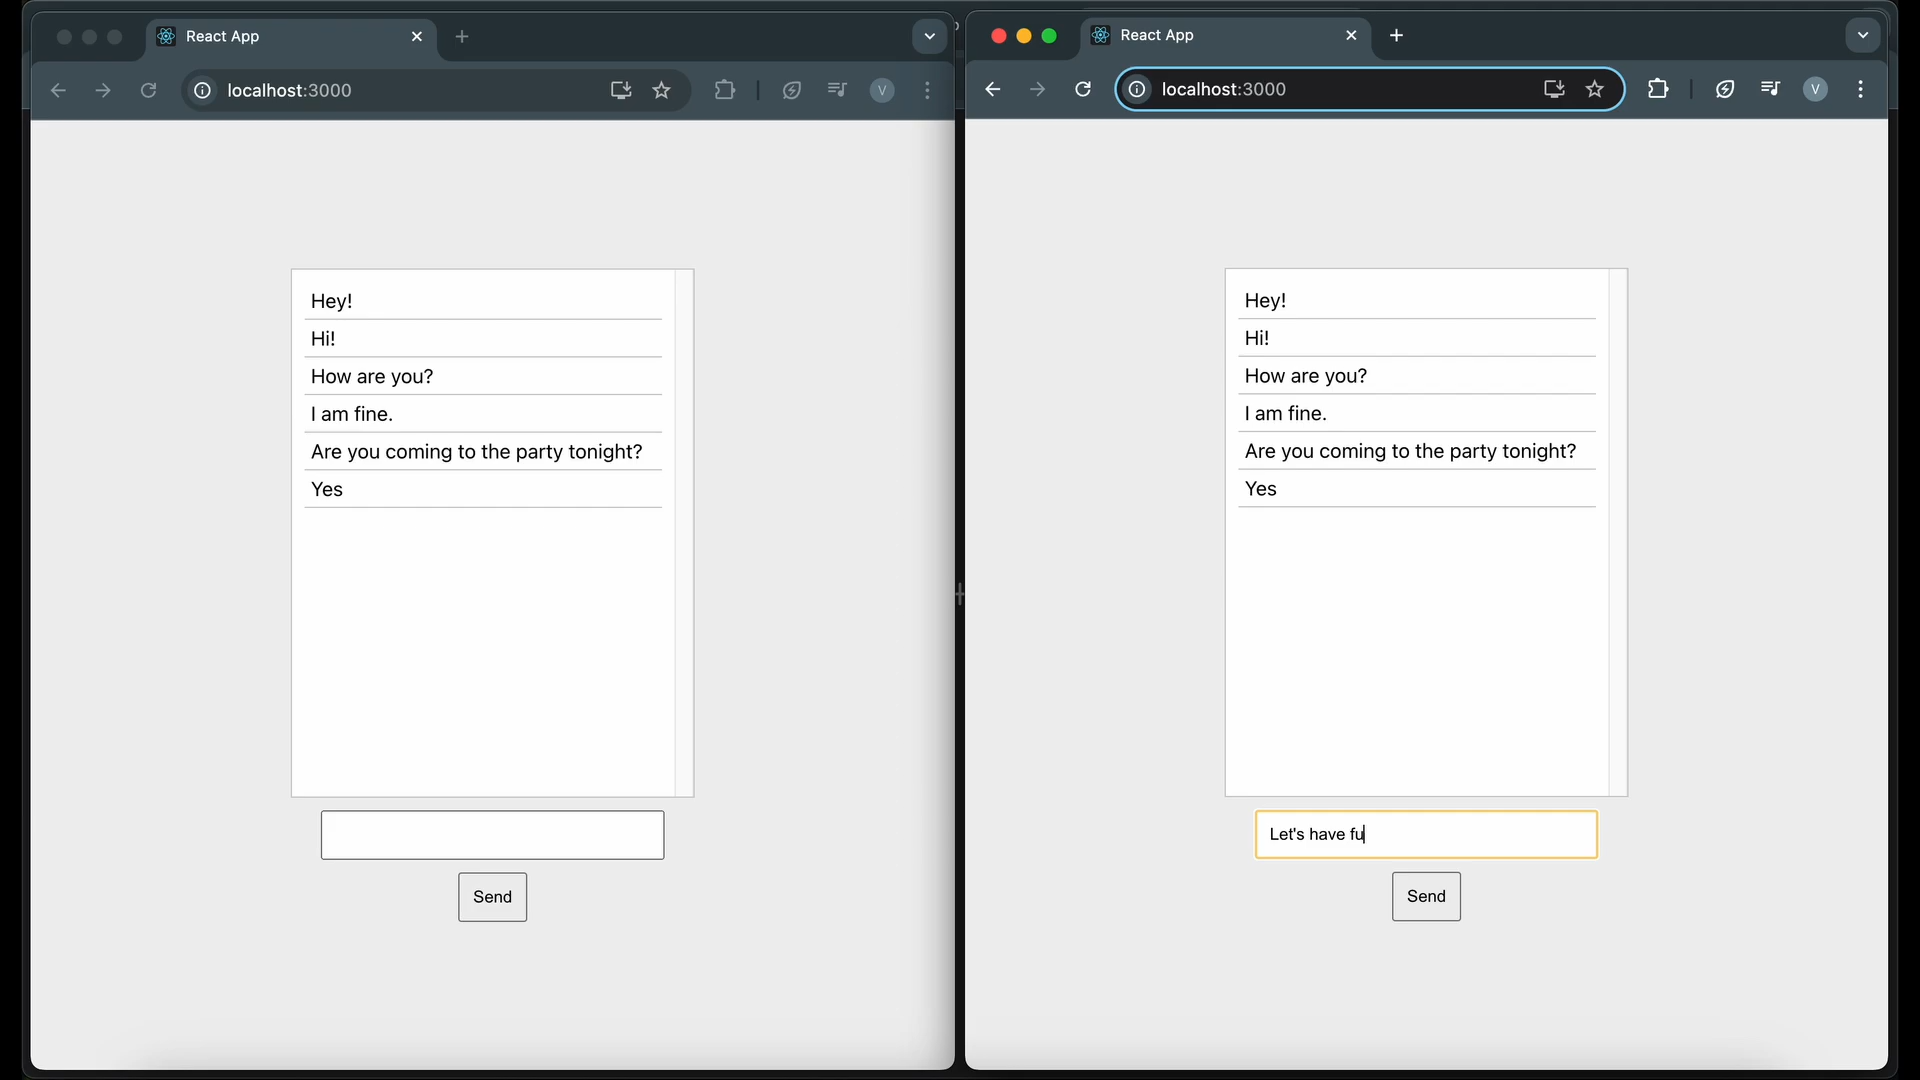 React App
localhost:3000
V
Hey!
Hi!
How are you?
I am fine.
Are you coming to the party tonight?
Yes
Send
React App
localhost:3000
V
Hey!
Hi!
How are you?
I am fine.
Are you coming to the party tonight?
Yes
Let's have fu
Send